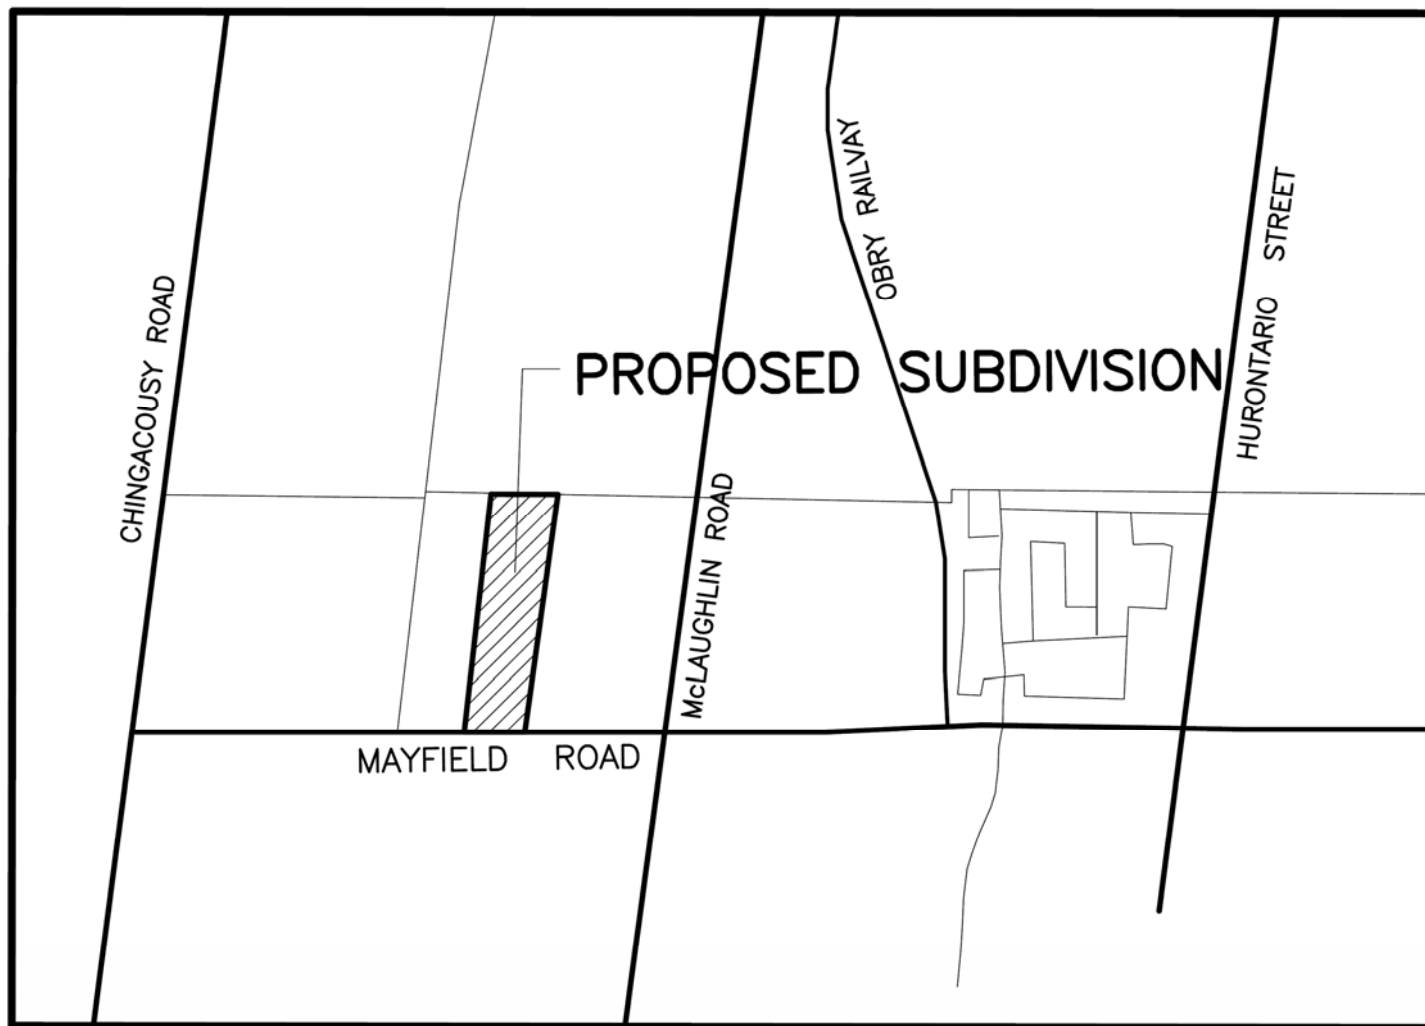 CHINGACOUSY ROAD
OBRY RAILVAY
HURONTARIO STREET
PROPOSED SUBDIVISION
McLAUGHLIN ROAD
MAYFIELD ROAD